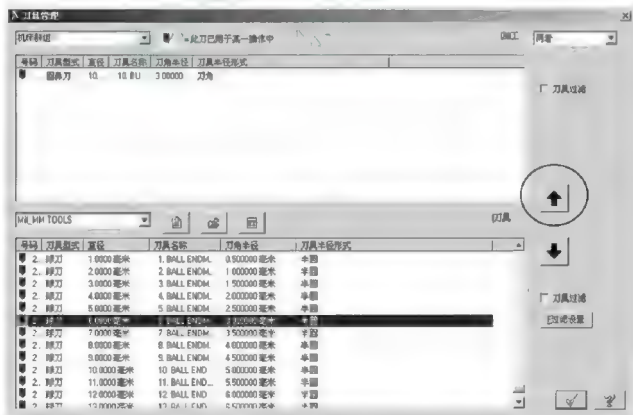 刀具管理
机床群组 =此刀已用于某一操作中 两者
号码 刀具型式 直径 刀具名称 刀角半径 刀具半径形式
圆鼻刀 10.... 10. BU 3.00000 刀角
刀具过滤
MILL_MM TOOLS 刀具
号码 刀具型式 直径 刀具名称 刀角半径 刀具半径形式
2.. 球刀 1.0000 毫米 1. BALL ENDM.. 0.500000 毫米 半圆
2.. 球刀 2.0000 毫米 2. BALL ENDM.. 1.000000 毫米 半圆
2.. 球刀 3.0000 毫米 3. BALL ENDM.. 1.500000 毫米 半圆
2.. 球刀 4.0000 毫米 4. BALL ENDM.. 2.000000 毫米 半圆
2.. 球刀 5.0000 毫米 5. BALL ENDM.. 2.500000 毫米 半圆
2.. 球刀 7.0000 毫米 7. BALL ENDM.. 3.500000 毫米 半圆
2.. 球刀 8.0000 毫米 8. BALL ENDM.. 4.000000 毫米 半圆
2.. 球刀 9.0000 毫米 9. BALL ENDM.. 4.500000 毫米 半圆
2.. 球刀 10.0000 毫米 10. BALL END.. 5.000000 毫米 半圆
2.. 球刀 11.0000 毫米 11. BALL END... 5.500000 毫米 半圆
2.. 球刀 12.0000 毫米 12. BALL END 6.000000 毫米 半圆
刀具过滤
过滤设置